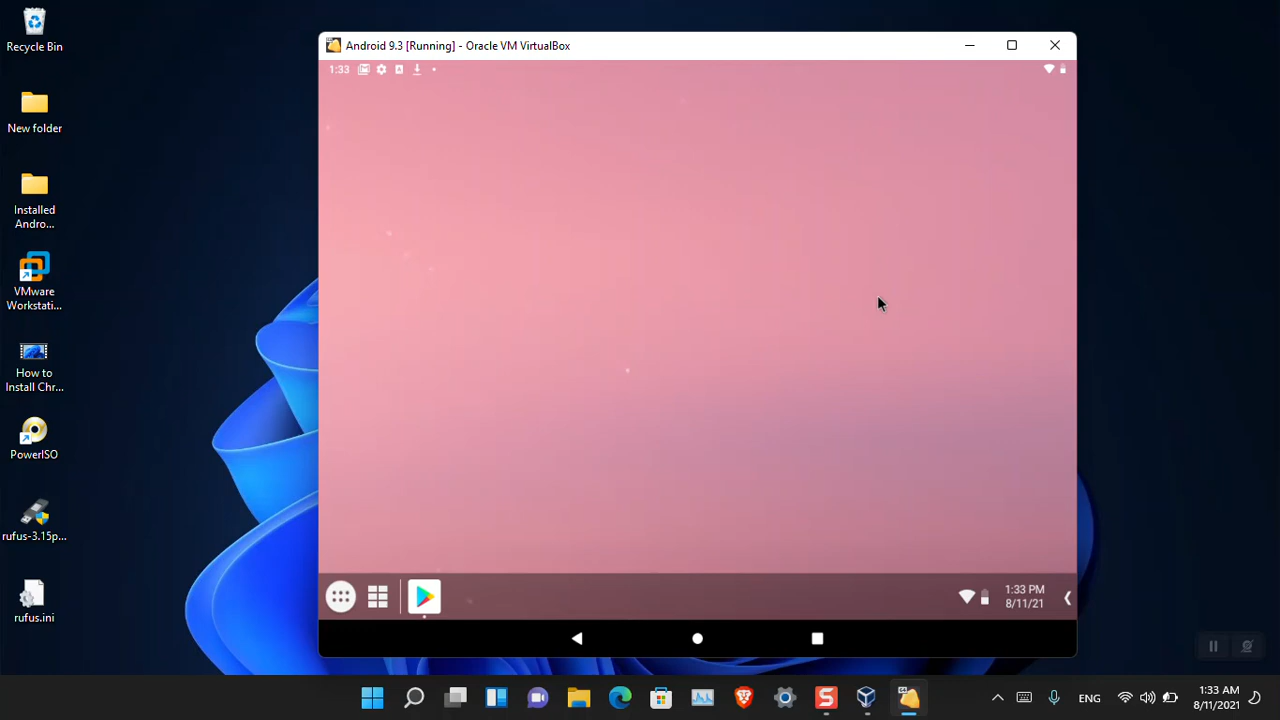 Recycle Bin
New folder
Installed
Andro...
VMware
Workstati...
How to
Install Chr...
PowerISO
rufus-3.15p...
rufus.ini
Android 9.3 [Running] - Oracle VM VirtualBox
1:33
1:33 PM
8/11/21
ENG
1:33 AM
8/11/2021